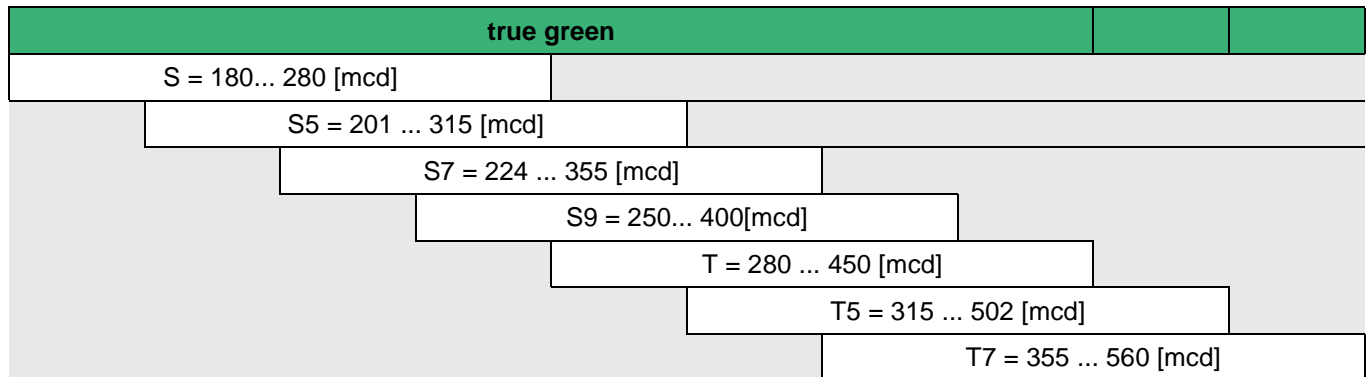 true green
S = 180... 280 [mcd]
S5 = 201 ... 315 [mcd]
S7 = 224 ... 355 [mcd]
S9 = 250... 400[mcd]
T = 280 ... 450 [mcd]
T5 = 315 ... 502 [mcd]
T7 = 355 ... 560 [mcd]